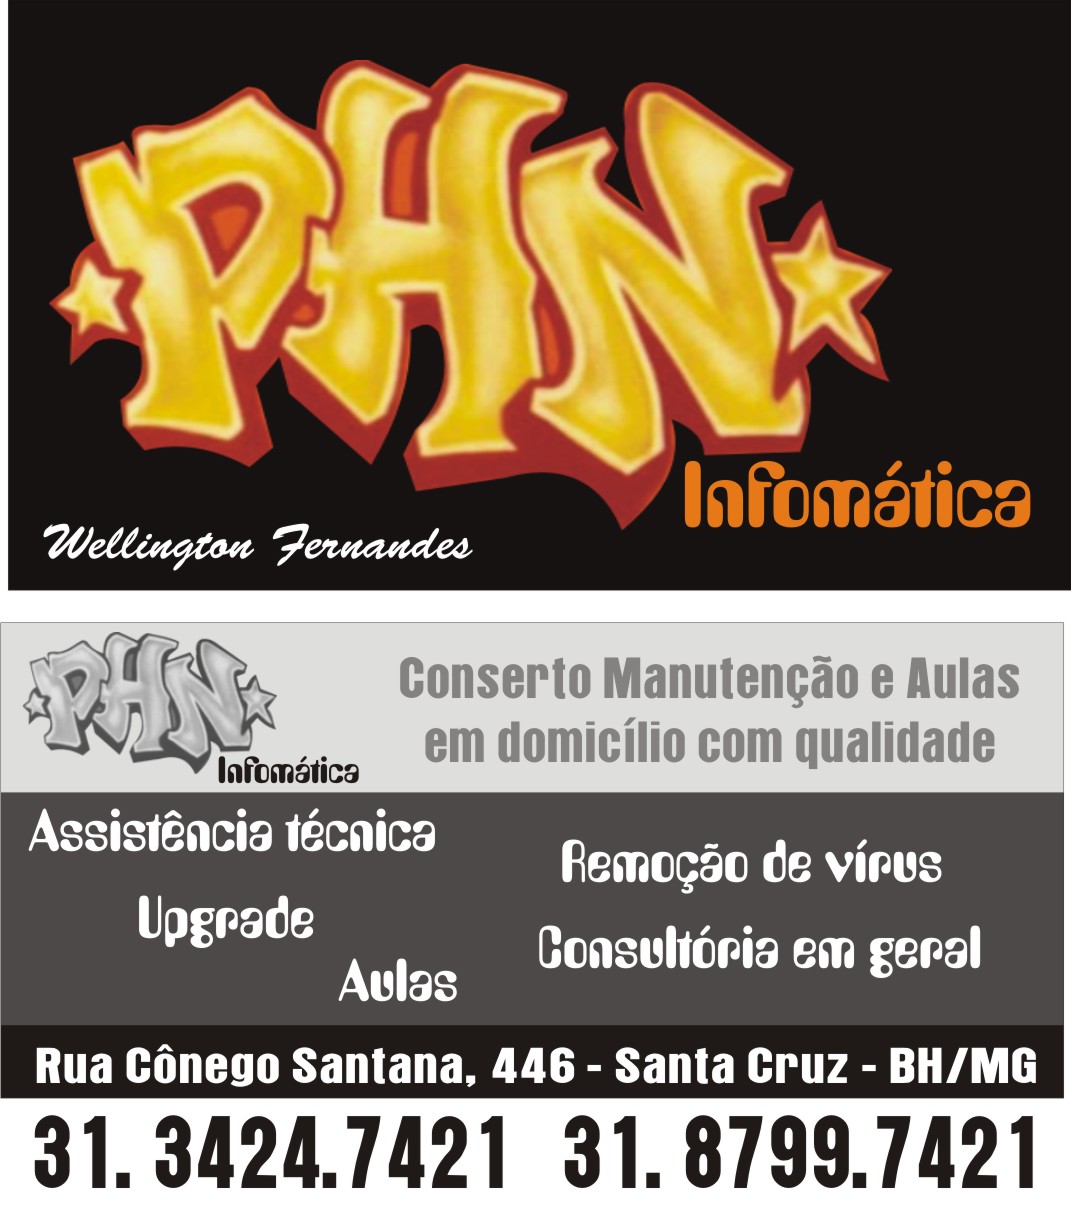 PHN
Infomática
Wellington Fernandes
PHN
Infomática
Conserto Manutenção e Aulas
em domicílio com qualidade
Assistência técnica
Remoção de vírus
Upgrade
Consultória em geral
Aulas
Rua Cônego Santana, 446 - Santa Cruz - BH/MG
31. 3424.7421 31. 8799.7421